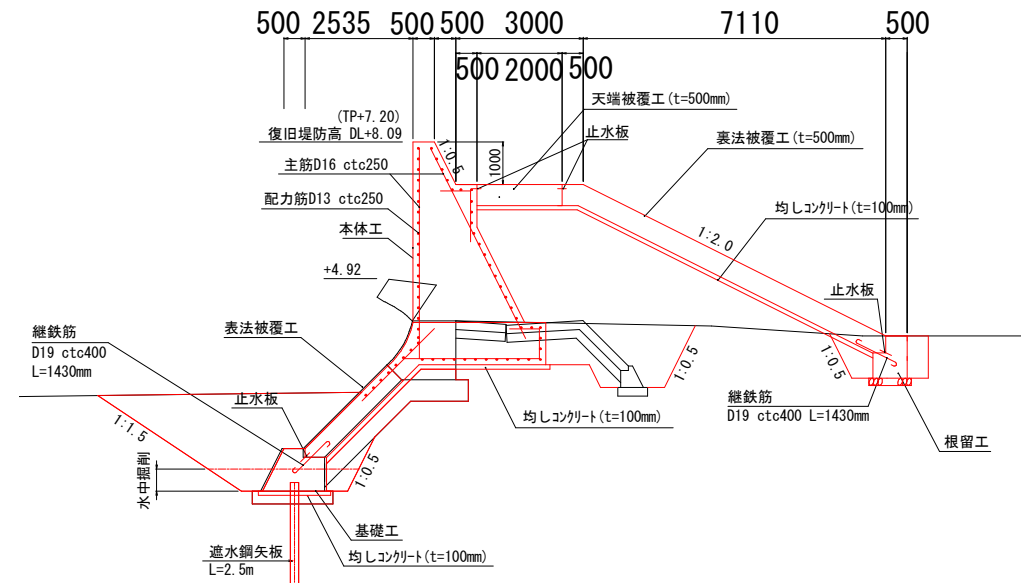 500 2535 500 500 3000 7110 500
500 2000 500
天端被覆工(t=500mm)
(TP+7.20)
復旧堤防高 DL+8.09
止水板
裏法被覆工(t=500mm)
1:0.5
1000
主筋D16 ctc250
配力筋D13 ctc250
均しコンクリート(t=100mm)
本体工
1:2.0
+4.92
止水板
継鉄筋
D19 ctc400
L=1430mm
表法被覆工
1:0.5
1:0.5
止水板
継鉄筋
D19 ctc400 L=1430mm
均しコンクリート(t=100mm)
1:1.5
根留工
水中掘削
1:0.5
基礎工
遮水鋼矢板
L=2.5m
均しコンクリート(t=100mm)